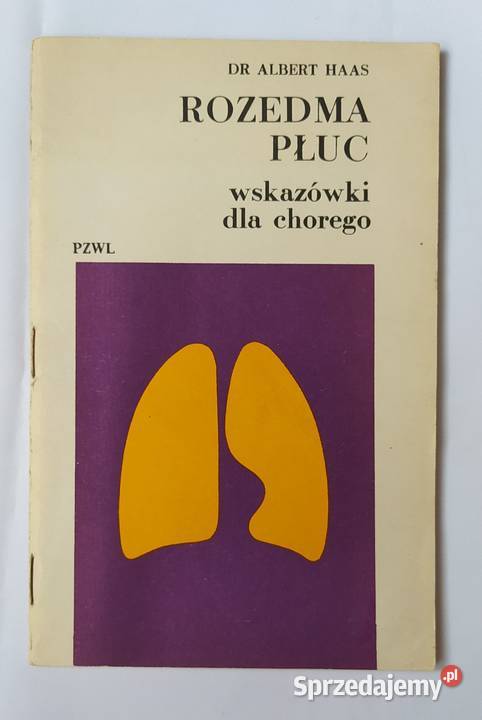 DR ALBERT HAAS
ROZEDMA
PŁUC
wskazówki
dla chorego
PZWL
Sprzedajemy.pl